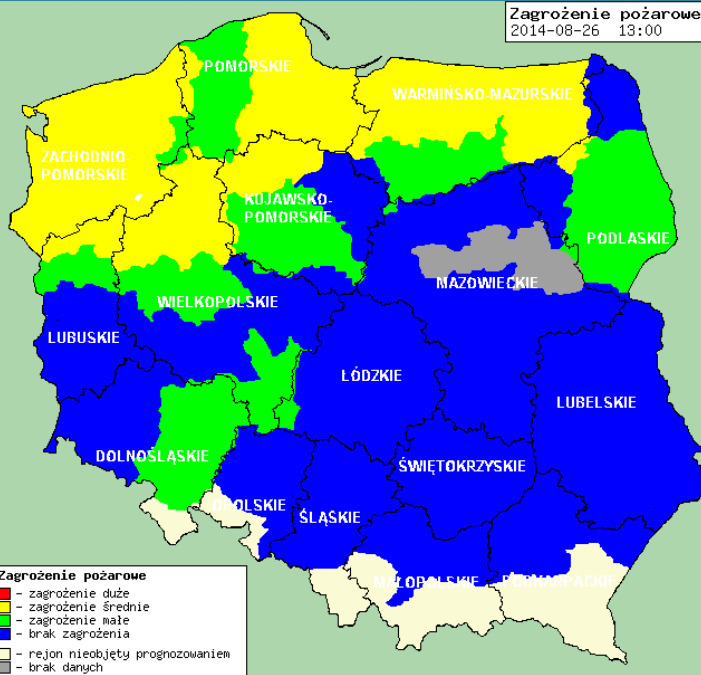 Zagrożenie pożarowe
2014-08-26 13:00
POMORSKIE
WARMIŃSKO-MAZURSKIE
ZACHODNIO-
POMORSKIE
KUJAWSKO-
POMORSKIE
PODLASKIE
MAZOWIECKIE
WIELKOPOLSKIE
LUBUSKIE
ŁÓDZKIE
LUBELSKIE
DOLNOŚLĄSKIE
ŚWIĘTOKRZYSKIE
OPOLSKIE
ŚLĄSKIE
MAŁOPOLSKIE
PODKARPACKIE
Zagrożenie pożarowe
- zagrożenie duże
- zagrożenie średnie
- zagrożenie małe
- brak zagrożenia
- rejon nieobjęty prognozowaniem
- brak danych